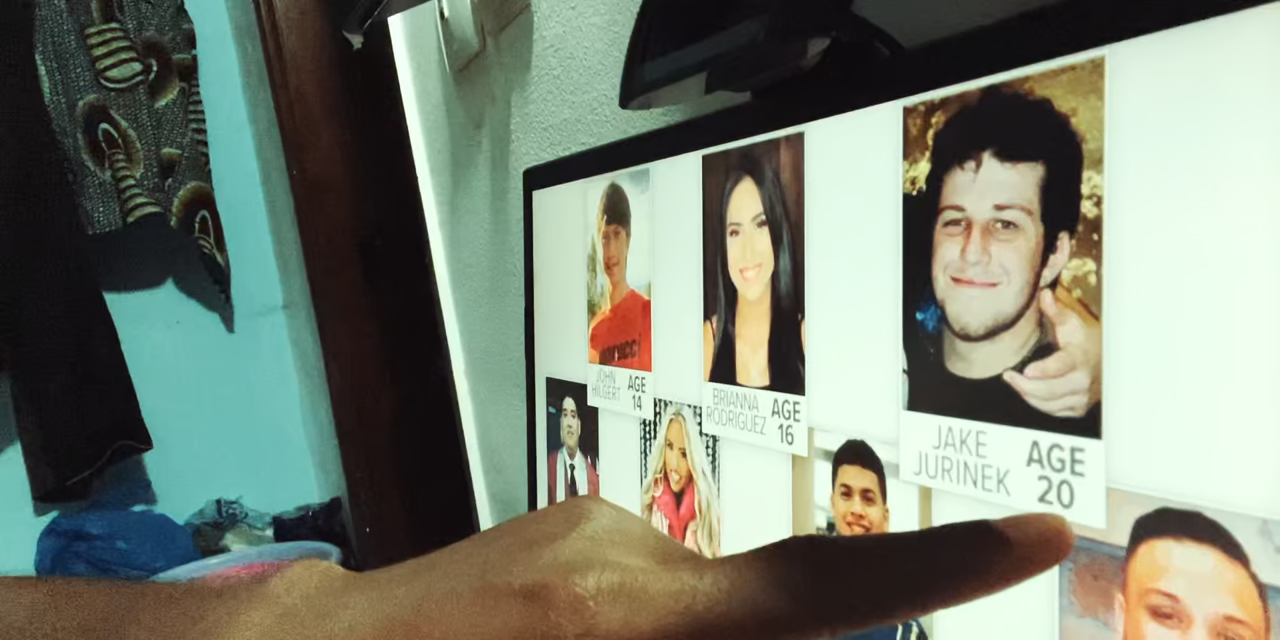 JOHN
HILGERT
AGE
14
BRIANNA
RODRIGUEZ
AGE
16
JAKE
JURINEK
AGE
20